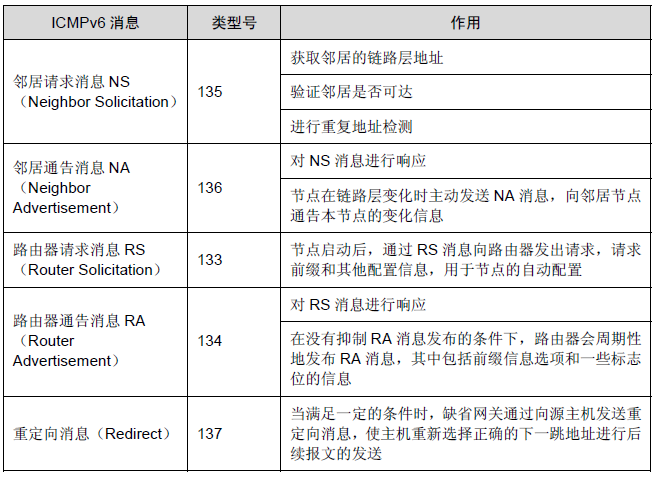 ICMPv6 消息 类型号 作用
邻居请求消息 NS
（Neighbor Solicitation）
135
获取邻居的链路层地址
验证邻居是否可达
进行重复地址检测
邻居通告消息 NA
（Neighbor
Advertisement）
136
对 NS 消息进行响应
节点在链路层变化时主动发送 NA 消息，向邻居节点
通告本节点的变化信息
路由器请求消息 RS
（Router Solicitation）
133
节点启动后，通过 RS 消息向路由器发出请求，请求
前缀和其他配置信息，用于节点的自动配置
路由器通告消息 RA
（Router
Advertisement）
134
对 RS 消息进行响应
在没有抑制 RA 消息发布的条件下，路由器会周期性
地发布 RA 消息，其中包括前缀信息选项和一些标志
位的信息
重定向消息（Redirect）
137
当满足一定的条件时，缺省网关通过向源主机发送重
定向消息，使主机重新选择正确的下一跳地址进行后
续报文的发送